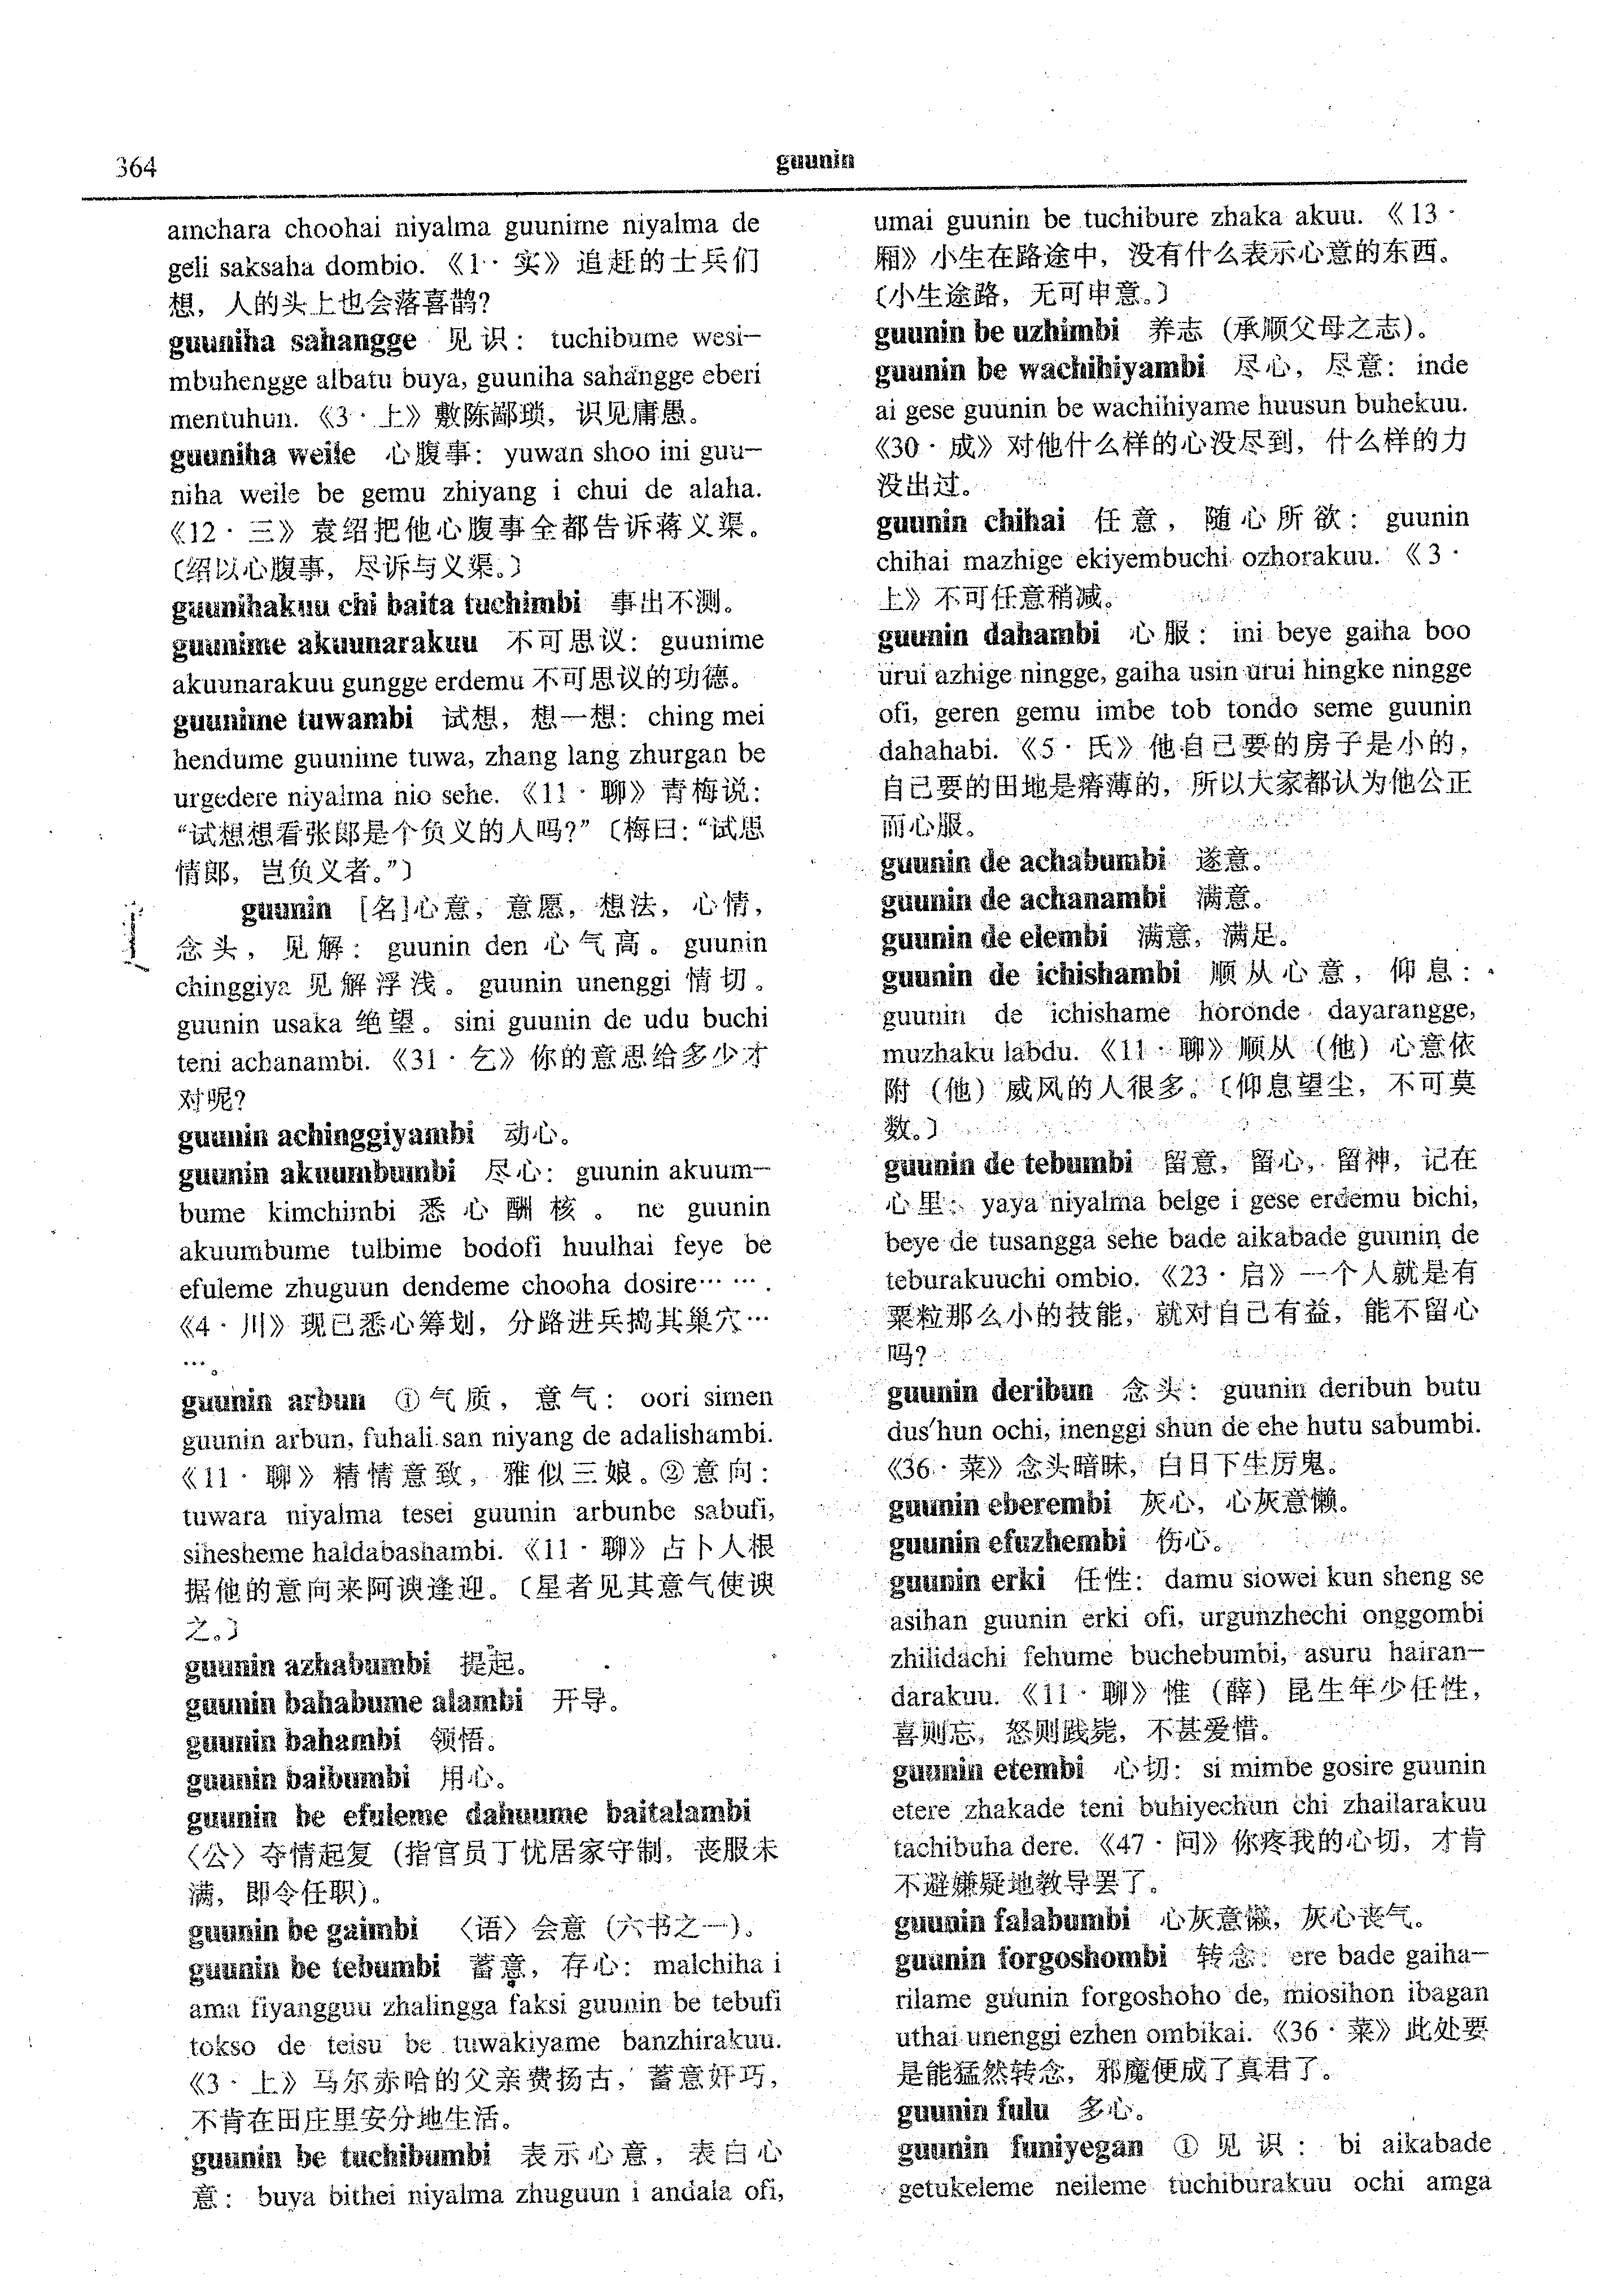 364
guunin
amchara choohai niyalma guunime niyalma de
geli saksaha dombio.《1·实》追赶的士兵们
想，人的头上也会落喜鹊？
guuniha sahangge 见识：tuchibume wesi—
mbuhengge albatu buya, guuniha sahangge eberi
mentuhun.《3·上》敷陈鄙琐，识见庸愚。
guuniha weile 心腹事：yuwan shoo ini guu—
niha weile be gemu zhiyang i chui de alaha.
《12·三》袁绍把他心腹事全都告诉蒋义渠。
〔绍以心腹事，尽诉与义渠。〕
guunihakuu chi baita tuchimbi 事出不测。
guunime akuunarakuu 不可思议：guunime
akuunarakuu gungge erdemu 不可思议的功德。
guunime tuwambi 试想，想一想：ching mei
hendume guunime tuwa, zhang lang zhurgan be
urgedere niyalma nio sehe.《11·聊》青梅说：
“试想想看张郎是个负义的人吗？”〔梅曰：“试思
情郎，岂负义者。”〕
guunin [名]心意，意愿，想法，心情，
念头，见解：guunin den 心气高。guunin
chinggiya 见解浮浅。guunin unenggi 情切。
guunin usaka 绝望。sini guunin de udu buchi
teni achanambi.《31·乞》你的意思给多少才
对呢？
guunin achinggiyambi 动心。
guunin akuumbumbi 尽心：guunin akuum—
bume kimchimbi 悉心酬核。ne guunin
akuumbume tulbime bodofi huulhai feye be
efuleme zhuguun dendeme chooha dosire……
《4·川》现已悉心筹划，分路进兵捣其巢穴…
…。
guunin arbun ①气质，意气：oori simen
guunin arbun, fuhali san niyang de adalishambi.
《11·聊》精情意致，雅似三娘。②意向：
tuwara niyalma tesei guunin arbunbe sabufi,
sihesheme haldabashambi.《11·聊》占卜人根
据他的意向来阿谀逢迎。〔星者见其意气使谀
之。〕
guunin azhabumbi 提起。
guunin bahabume alambi 开导。
guunin bahambi 领悟。
guunin baibumbi 用心。
guunin be efuleme dahuume baitalambi
〈公〉夺情起复（指官员丁忧居家守制，丧服未
满，即令任职）。
guunin be gaimbi 〈语〉会意（六书之一）。
guunin be tebumbi 蓄意，存心：malchiha i
ama fiyangguu zhalingga faksi guunin be tebufi
tokso de teisu be tuwakiyame banzhirakuu.
《3·上》马尔赤哈的父亲费扬古，蓄意奸巧，
不肯在田庄里安分地生活。
guunin be tuchibumbi 表示心意，表白心
意：buya bithei niyalma zhuguun i andala ofi,
umai guunin be tuchibure zhaka akuu.《13·
厢》小生在路途中，没有什么表示心意的东西。
〔小生途路，无可申意。〕
guunin be uzhimbi 养志（承顺父母之志）。
guunin be wachihiyambi 尽心，尽意：inde
ai gese guunin be wachihiyame huusun buhekuu.
《30·成》对他什么样的心没尽到，什么样的力
没出过。
guunin chihai 任意，随心所欲：guunin
chihai mazhige ekiyembuchi ozhorakuu.《3·
上》不可任意稍减。
guunin dahambi 心服：ini beye gaiha boo
urui azhige ningge, gaiha usin urui hingke ningge
ofi, geren gemu imbe tob tondo seme guunin
dahahabi.《5·氏》他自己要的房子是小的，
自己要的田地是瘠薄的，所以大家都认为他公正
而心服。
guunin de achabumbi 遂意。
guunin de achanambi 满意。
guunin de elembi 满意，满足。
guunin de ichishambi 顺从心意，仰息：
guunin de ichishame horonde dayarangge,
muzhaku labdu.《11·聊》顺从（他）心意依
附（他）威风的人很多。〔仰息望尘，不可莫
数。〕
guunin de tebumbi 留意，留心，留神，记在
心里：yaya niyalma belge i gese erdemu bichi,
beye de tusangga sehe bade aikabade guunin de
teburakuuchi ombio.《23·启》一个人就是有
粟粒那么小的技能，就对自己有益，能不留心
吗？
guunin deribun 念头：guunin deribun butu
dus'hun ochi, inenggi shun de ehe hutu sabumbi.
《36·菜》念头暗昧，白日下生厉鬼。
guunin eberembi 灰心，心灰意懒。
guunin efuzhembi 伤心。
guunin erki 任性：damu siowei kun sheng se
asihan guunin erki ofi, urgunzhechi onggombi
zhilidachi fehume buchebumbi, asuru hairan—
darakuu.《11·聊》惟（薛）昆生年少任性，
喜则忘，怒则践毙，不甚爱惜。
guunin etembi 心切：si mimbe gosire guunin
etere zhakade teni buhiyechun chi zhailarakuu
tachibuha dere.《47·问》你疼我的心切，才肯
不避嫌疑地教导罢了。
guunin falabumbi 心灰意懒，灰心丧气。
guunin forgoshombi 转念：ere bade gaiha—
rilame guunin forgoshoho de, miosihon ibagan
uthai unenggi ezhen ombikai.《36·菜》此处要
是能猛然转念，邪魔便成了真君了。
guunin fulu 多心。
guunin funiyegan ①见识：bi aikabade
getukeleme neileme tuchiburakuu ochi amga